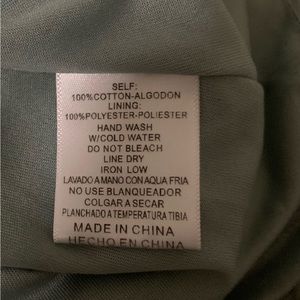 SELF:
100%COTTON-ALGODON
LINING:
100%POLYESTER-POLIESTER
HAND WASH
W/COLD WATER
DO NOT BLEACH
LINE DRY
IRON LOW
LAVADO A MANO CON AQUA FRIA
NO USE BLANQUEADOR
COLGAR A SECAR
PLANCHADO A TEMPERATURA TIBIA
MADE IN CHINA
HECHO EN CHINA